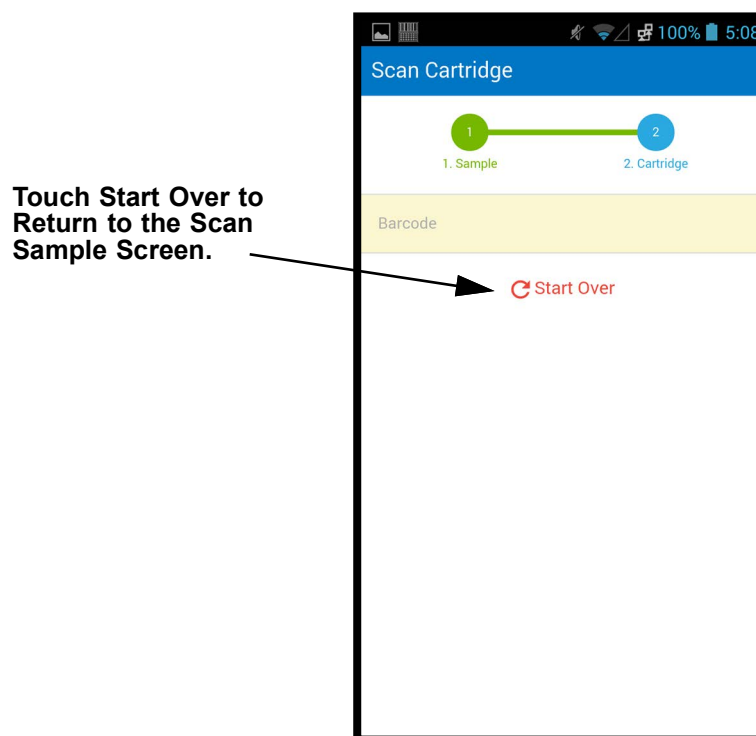 100% 5:08
Scan Cartridge
1 2
1. Sample 2. Cartridge
Touch Start Over to
Return to the Scan
Sample Screen.
Barcode
Start Over